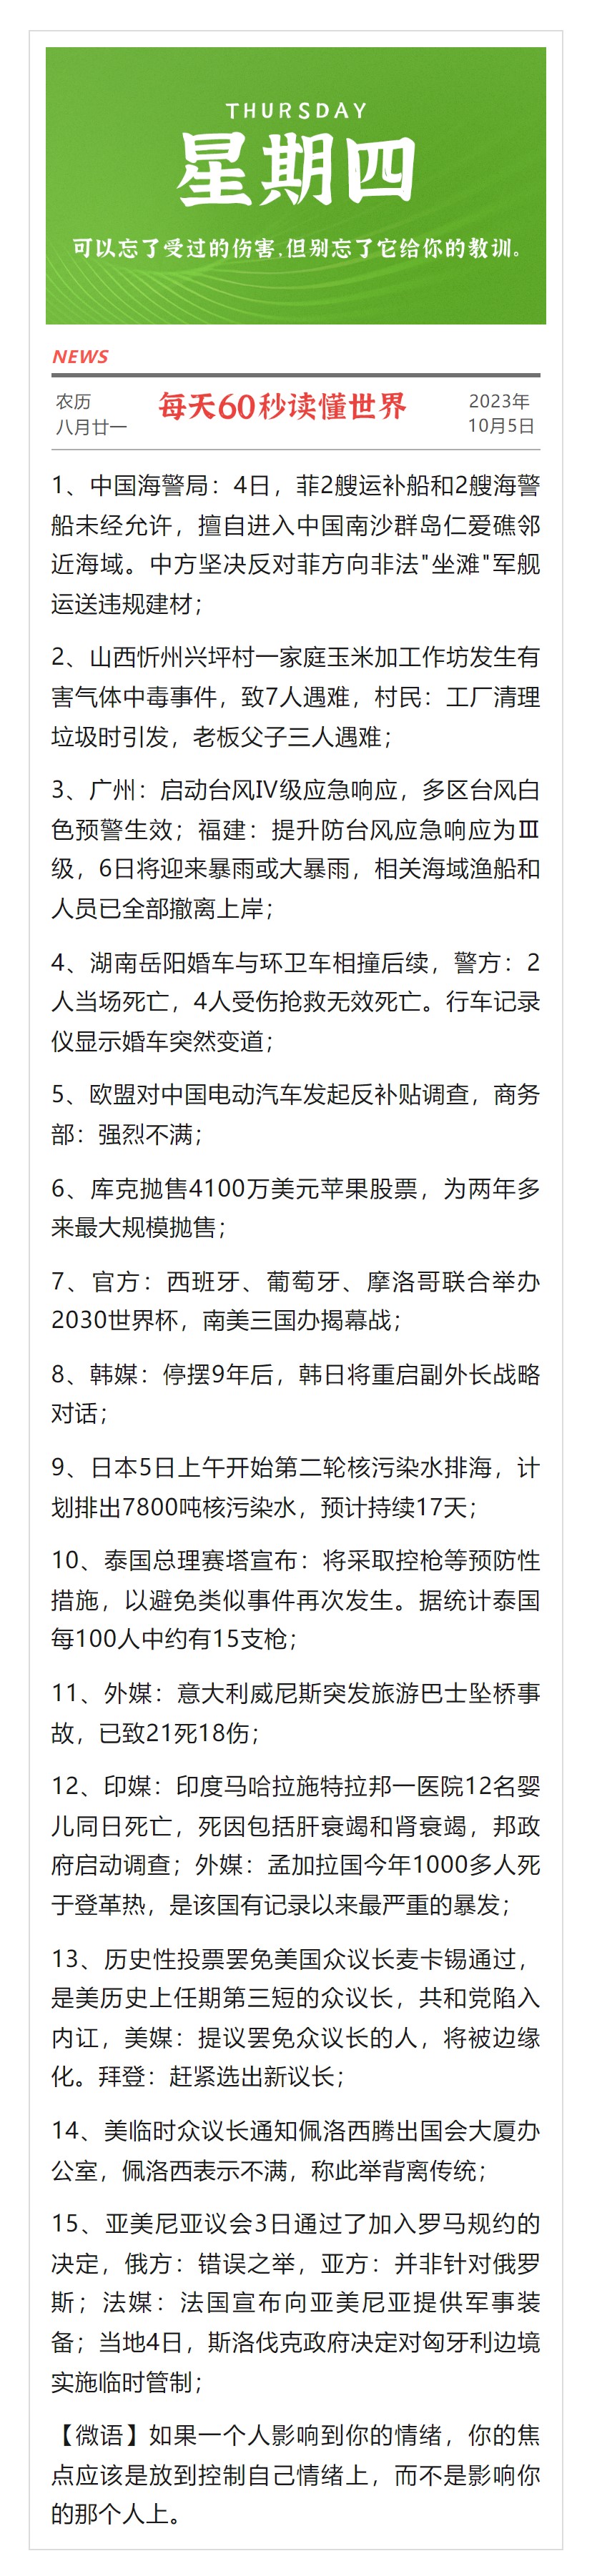 THURSDAY
星期四
可以忘了受过的伤害,但别忘了它给你的教训。
NEWS
农历
八月廿一
每天60秒读懂世界
2023年
10月5日
1、中国海警局：4日，菲2艘运补船和2艘海警
船未经允许，擅自进入中国南沙群岛仁爱礁邻
近海域。中方坚决反对菲方向非法"坐滩"军舰
运送违规建材；
2、山西忻州兴坪村一家庭玉米加工作坊发生有
害气体中毒事件，致7人遇难，村民：工厂清理
垃圾时引发，老板父子三人遇难；
3、广州：启动台风IV级应急响应，多区台风白
色预警生效；福建：提升防台风应急响应为Ⅲ
级，6日将迎来暴雨或大暴雨，相关海域渔船和
人员已全部撤离上岸；
4、湖南岳阳婚车与环卫车相撞后续，警方：2
人当场死亡，4人受伤抢救无效死亡。行车记录
仪显示婚车突然变道；
5、欧盟对中国电动汽车发起反补贴调查，商务
部：强烈不满；
6、库克抛售4100万美元苹果股票，为两年多
来最大规模抛售；
7、官方：西班牙、葡萄牙、摩洛哥联合举办
2030世界杯，南美三国办揭幕战；
8、韩媒：停摆9年后，韩日将重启副外长战略
对话；
9、日本5日上午开始第二轮核污染水排海，计
划排出7800吨核污染水，预计持续17天；
10、泰国总理赛塔宣布：将采取控枪等预防性
措施，以避免类似事件再次发生。据统计泰国
每100人中约有15支枪；
11、外媒：意大利威尼斯突发旅游巴士坠桥事
故，已致21死18伤；
12、印媒：印度马哈拉施特拉邦一医院12名婴
儿同日死亡，死因包括肝衰竭和肾衰竭，邦政
府启动调查；外媒：孟加拉国今年1000多人死
于登革热，是该国有记录以来最严重的暴发；
13、历史性投票罢免美国众议长麦卡锡通过，
是美历史上任期第三短的众议长，共和党陷入
内讧，美媒：提议罢免众议长的人，将被边缘
化。拜登：赶紧选出新议长；
14、美临时众议长通知佩洛西腾出国会大厦办
公室，佩洛西表示不满，称此举背离传统；
15、亚美尼亚议会3日通过了加入罗马规约的
决定，俄方：错误之举，亚方：并非针对俄罗
斯；法媒：法国宣布向亚美尼亚提供军事装
备；当地4日，斯洛伐克政府决定对匈牙利边境
实施临时管制；
【微语】如果一个人影响到你的情绪，你的焦
点应该是放到控制自己情绪上，而不是影响你
的那个人上。